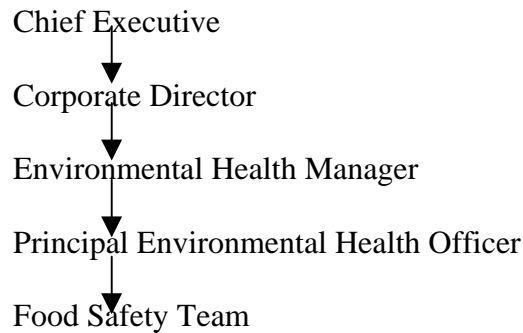 Chief Executive
Corporate Director
Environmental Health Manager
Principal Environmental Health Officer
Food Safety Team